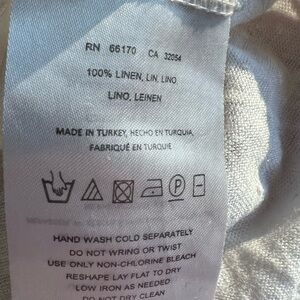 RN 66170 CA 32054
100% LINEN, LIN, LINO
LINO, LEINEN
MADE IN TURKEY, HECHO EN TURQUIA,
FABRIQUÉ EN TURQUIE
P
HAND WASH COLD SEPARATELY
DO NOT WRING OR TWIST
USE ONLY NON-CHLORINE BLEACH
RESHAPE LAY FLAT TO DRY
LOW IRON AS NEEDED
DO NOT DRY CLEAN